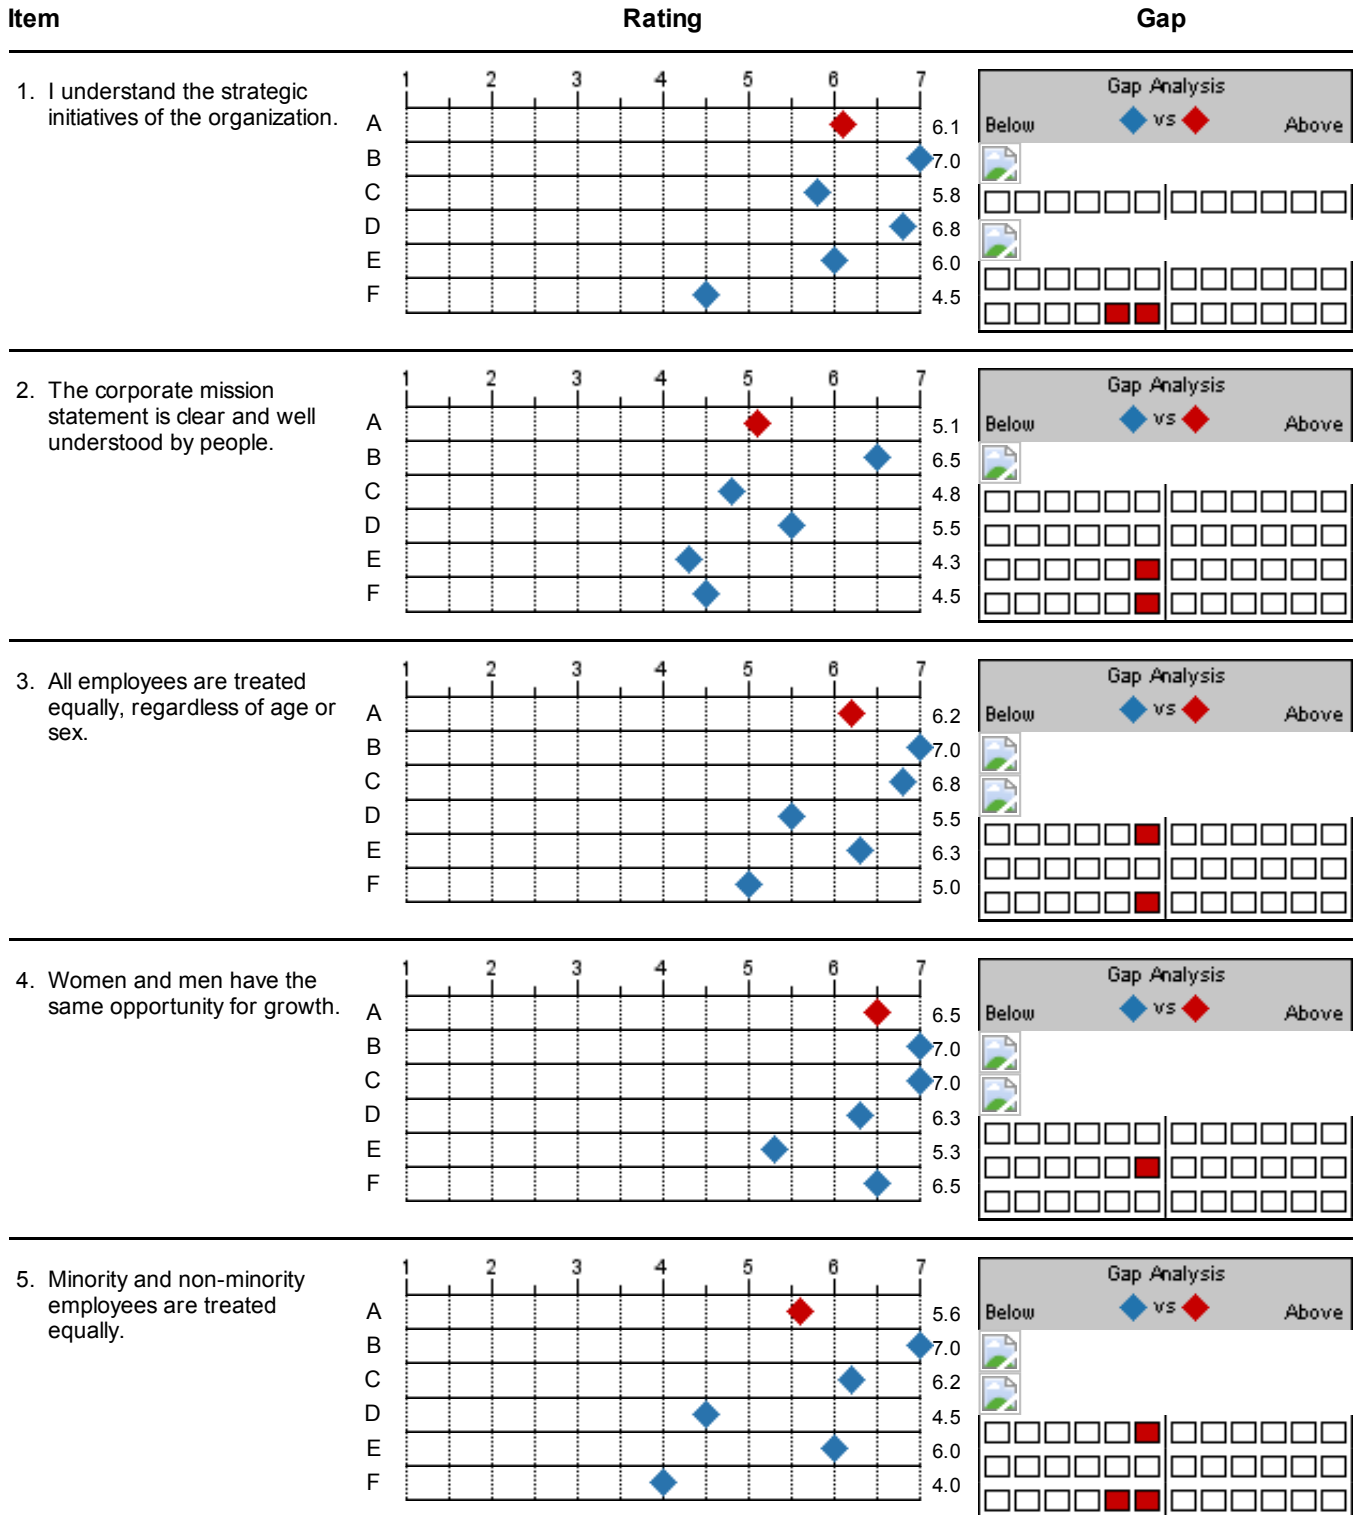 Item Rating Gap
1. I understand the strategic
initiatives of the organization.
1 2 3 4 5 6 7
A 6.1
B 7.0
C 5.8
D 6.8
E 6.0
F 4.5
Gap Analysis
Below vs Above
2. The corporate mission
statement is clear and well
understood by people.
1 2 3 4 5 6 7
A 5.1
B 6.5
C 4.8
D 5.5
E 4.3
F 4.5
Gap Analysis
Below vs Above
3. All employees are treated
equally, regardless of age or
sex.
1 2 3 4 5 6 7
A 6.2
B 7.0
C 6.8
D 5.5
E 6.3
F 5.0
Gap Analysis
Below vs Above
4. Women and men have the
same opportunity for growth.
1 2 3 4 5 6 7
A 6.5
B 7.0
C 7.0
D 6.3
E 5.3
F 6.5
Gap Analysis
Below vs Above
5. Minority and non-minority
employees are treated
equally.
1 2 3 4 5 6 7
A 5.6
B 7.0
C 6.2
D 4.5
E 6.0
F 4.0
Gap Analysis
Below vs Above